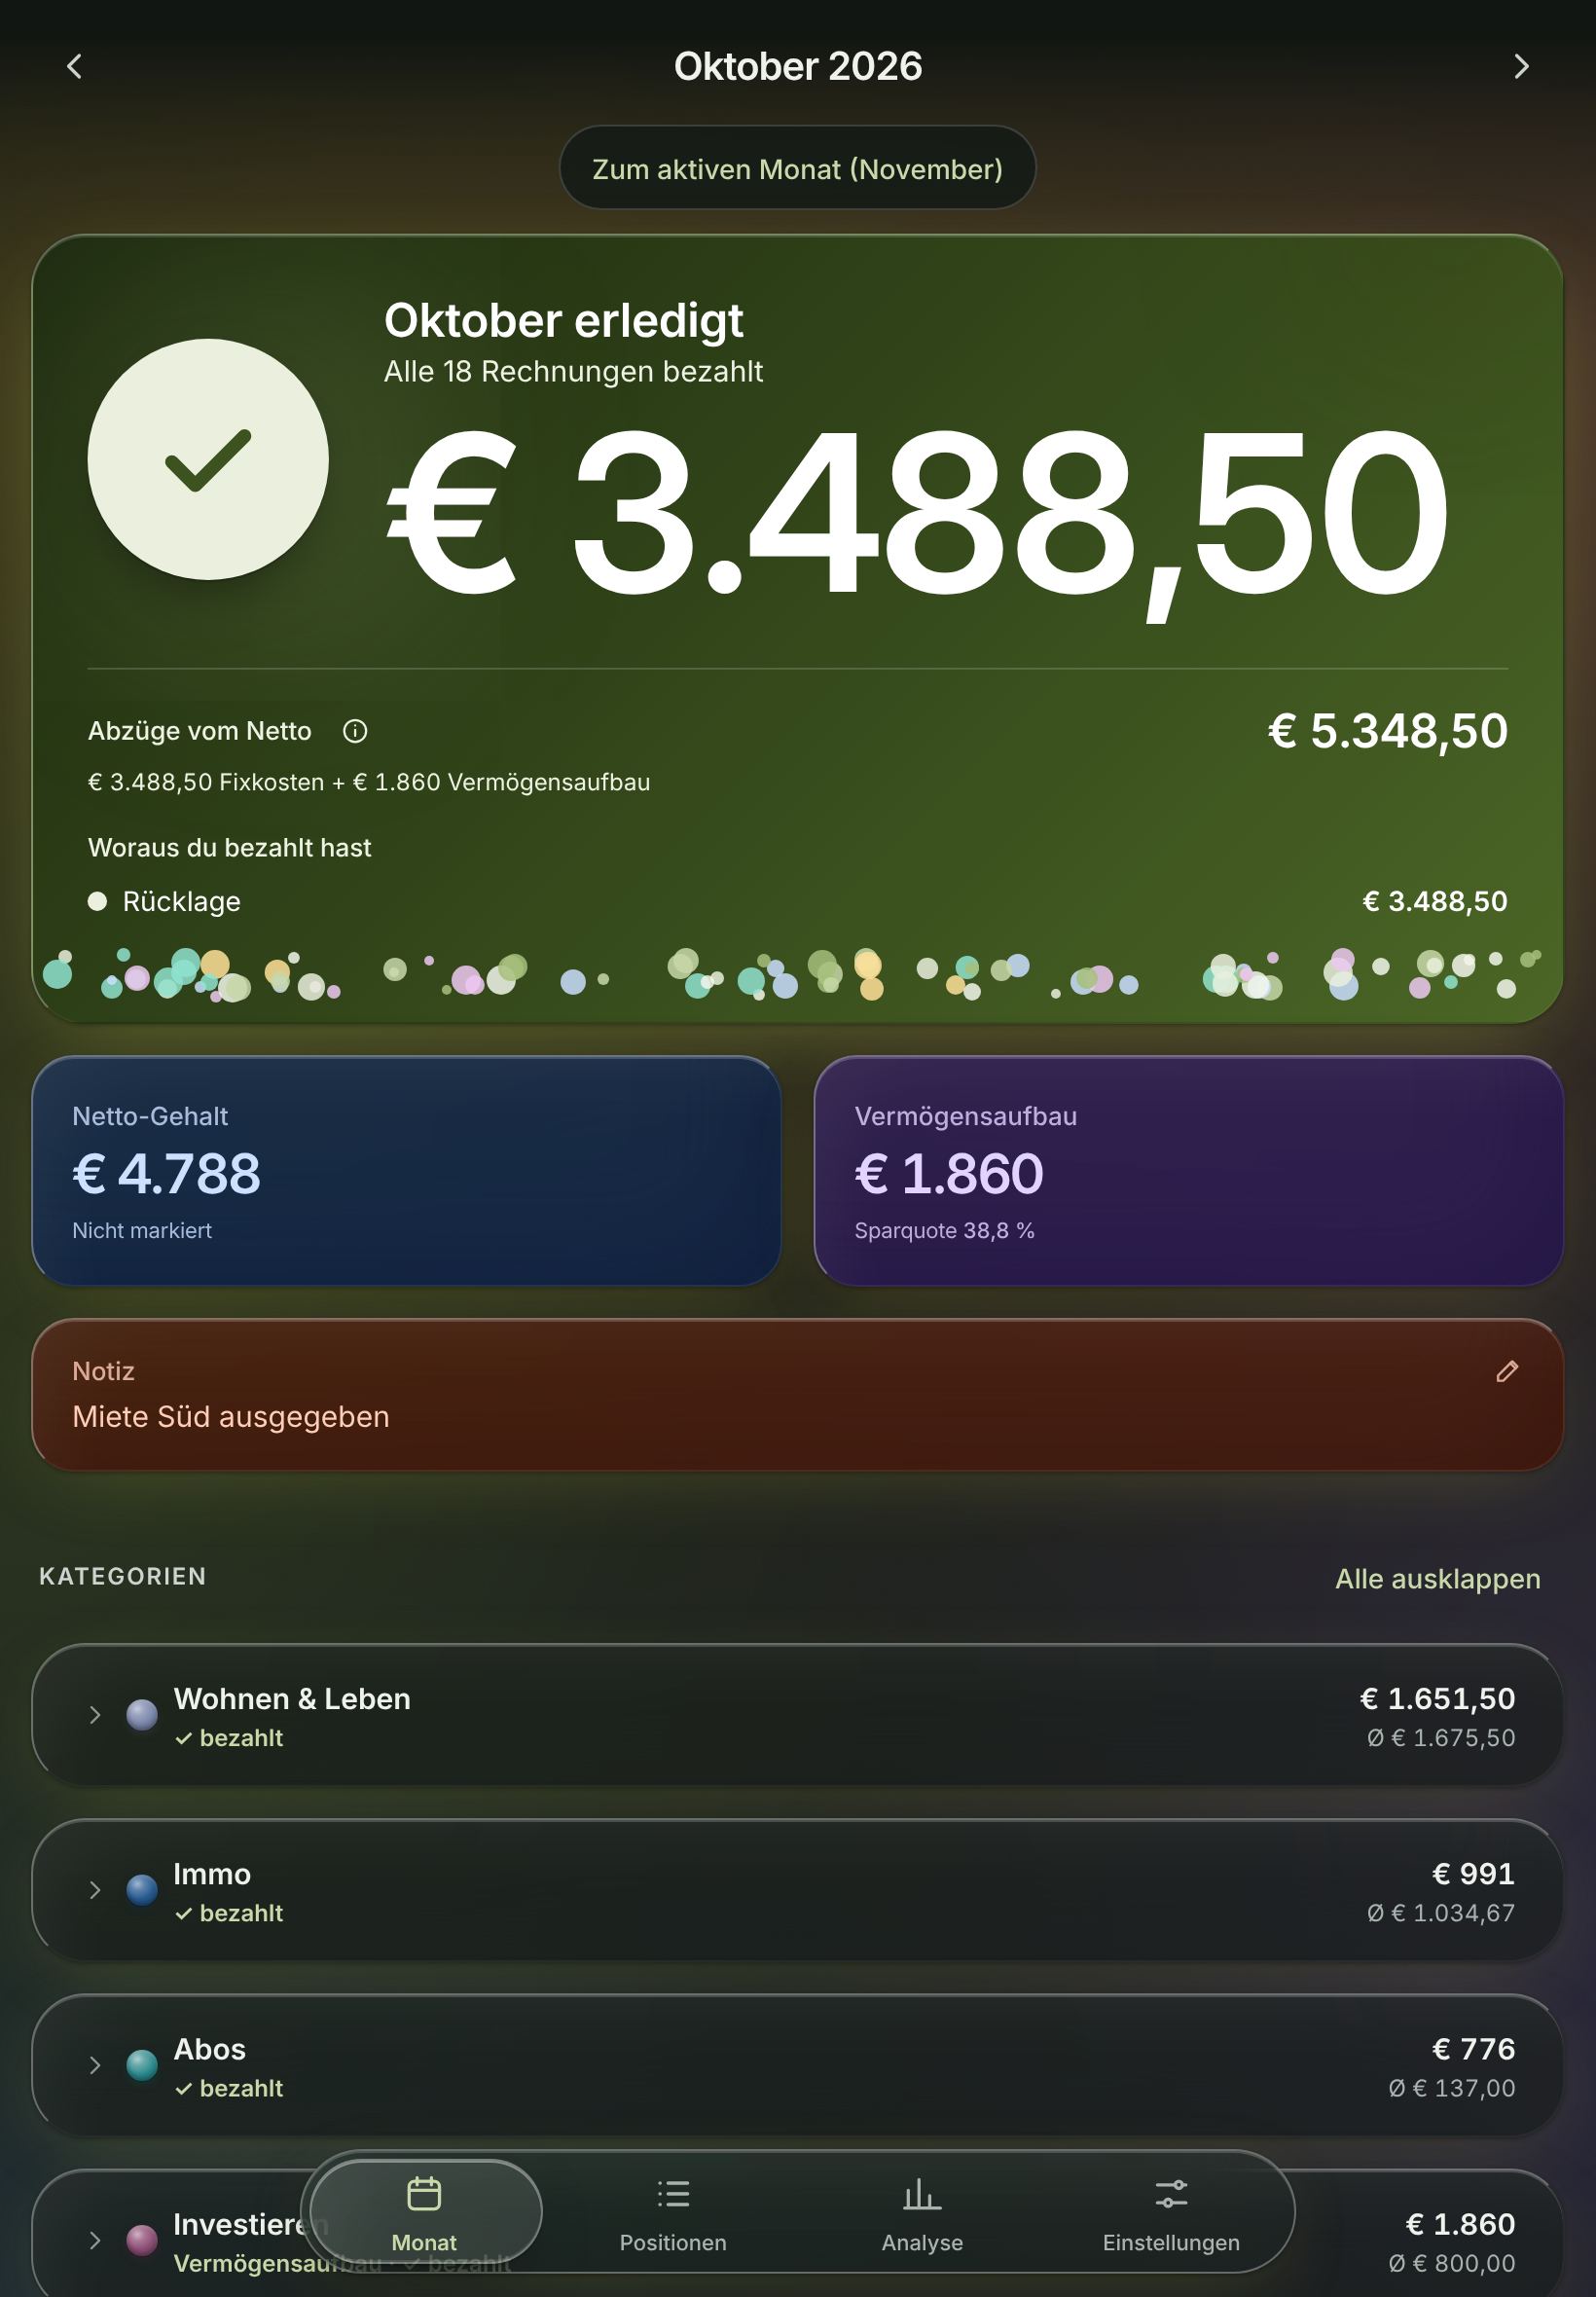 Oktober 2026
Zum aktiven Monat (November)
Oktober erledigt
Alle 18 Rechnungen bezahlt
€ 3.488,50
Abzüge vom Netto
€ 5.348,50
€ 3.488,50 Fixkosten + € 1.860 Vermögensaufbau
Woraus du bezahlt hast
Rücklage
€ 3.488,50
Netto-Gehalt
€ 4.788
Nicht markiert
Vermögensaufbau
€ 1.860
Sparquote 38,8 %
Notiz
Miete Süd ausgegeben
KATEGORIEN
Alle ausklappen
Wohnen & Leben
€ 1.651,50
✓ bezahlt
Ø € 1.675,50
Immo
€ 991
✓ bezahlt
Ø € 1.034,67
Abos
€ 776
✓ bezahlt
Ø € 137,00
Investieren
€ 1.860
Vermögensaufbau · ✓ bezahlt
Ø € 800,00
Monat
Positionen
Analyse
Einstellungen